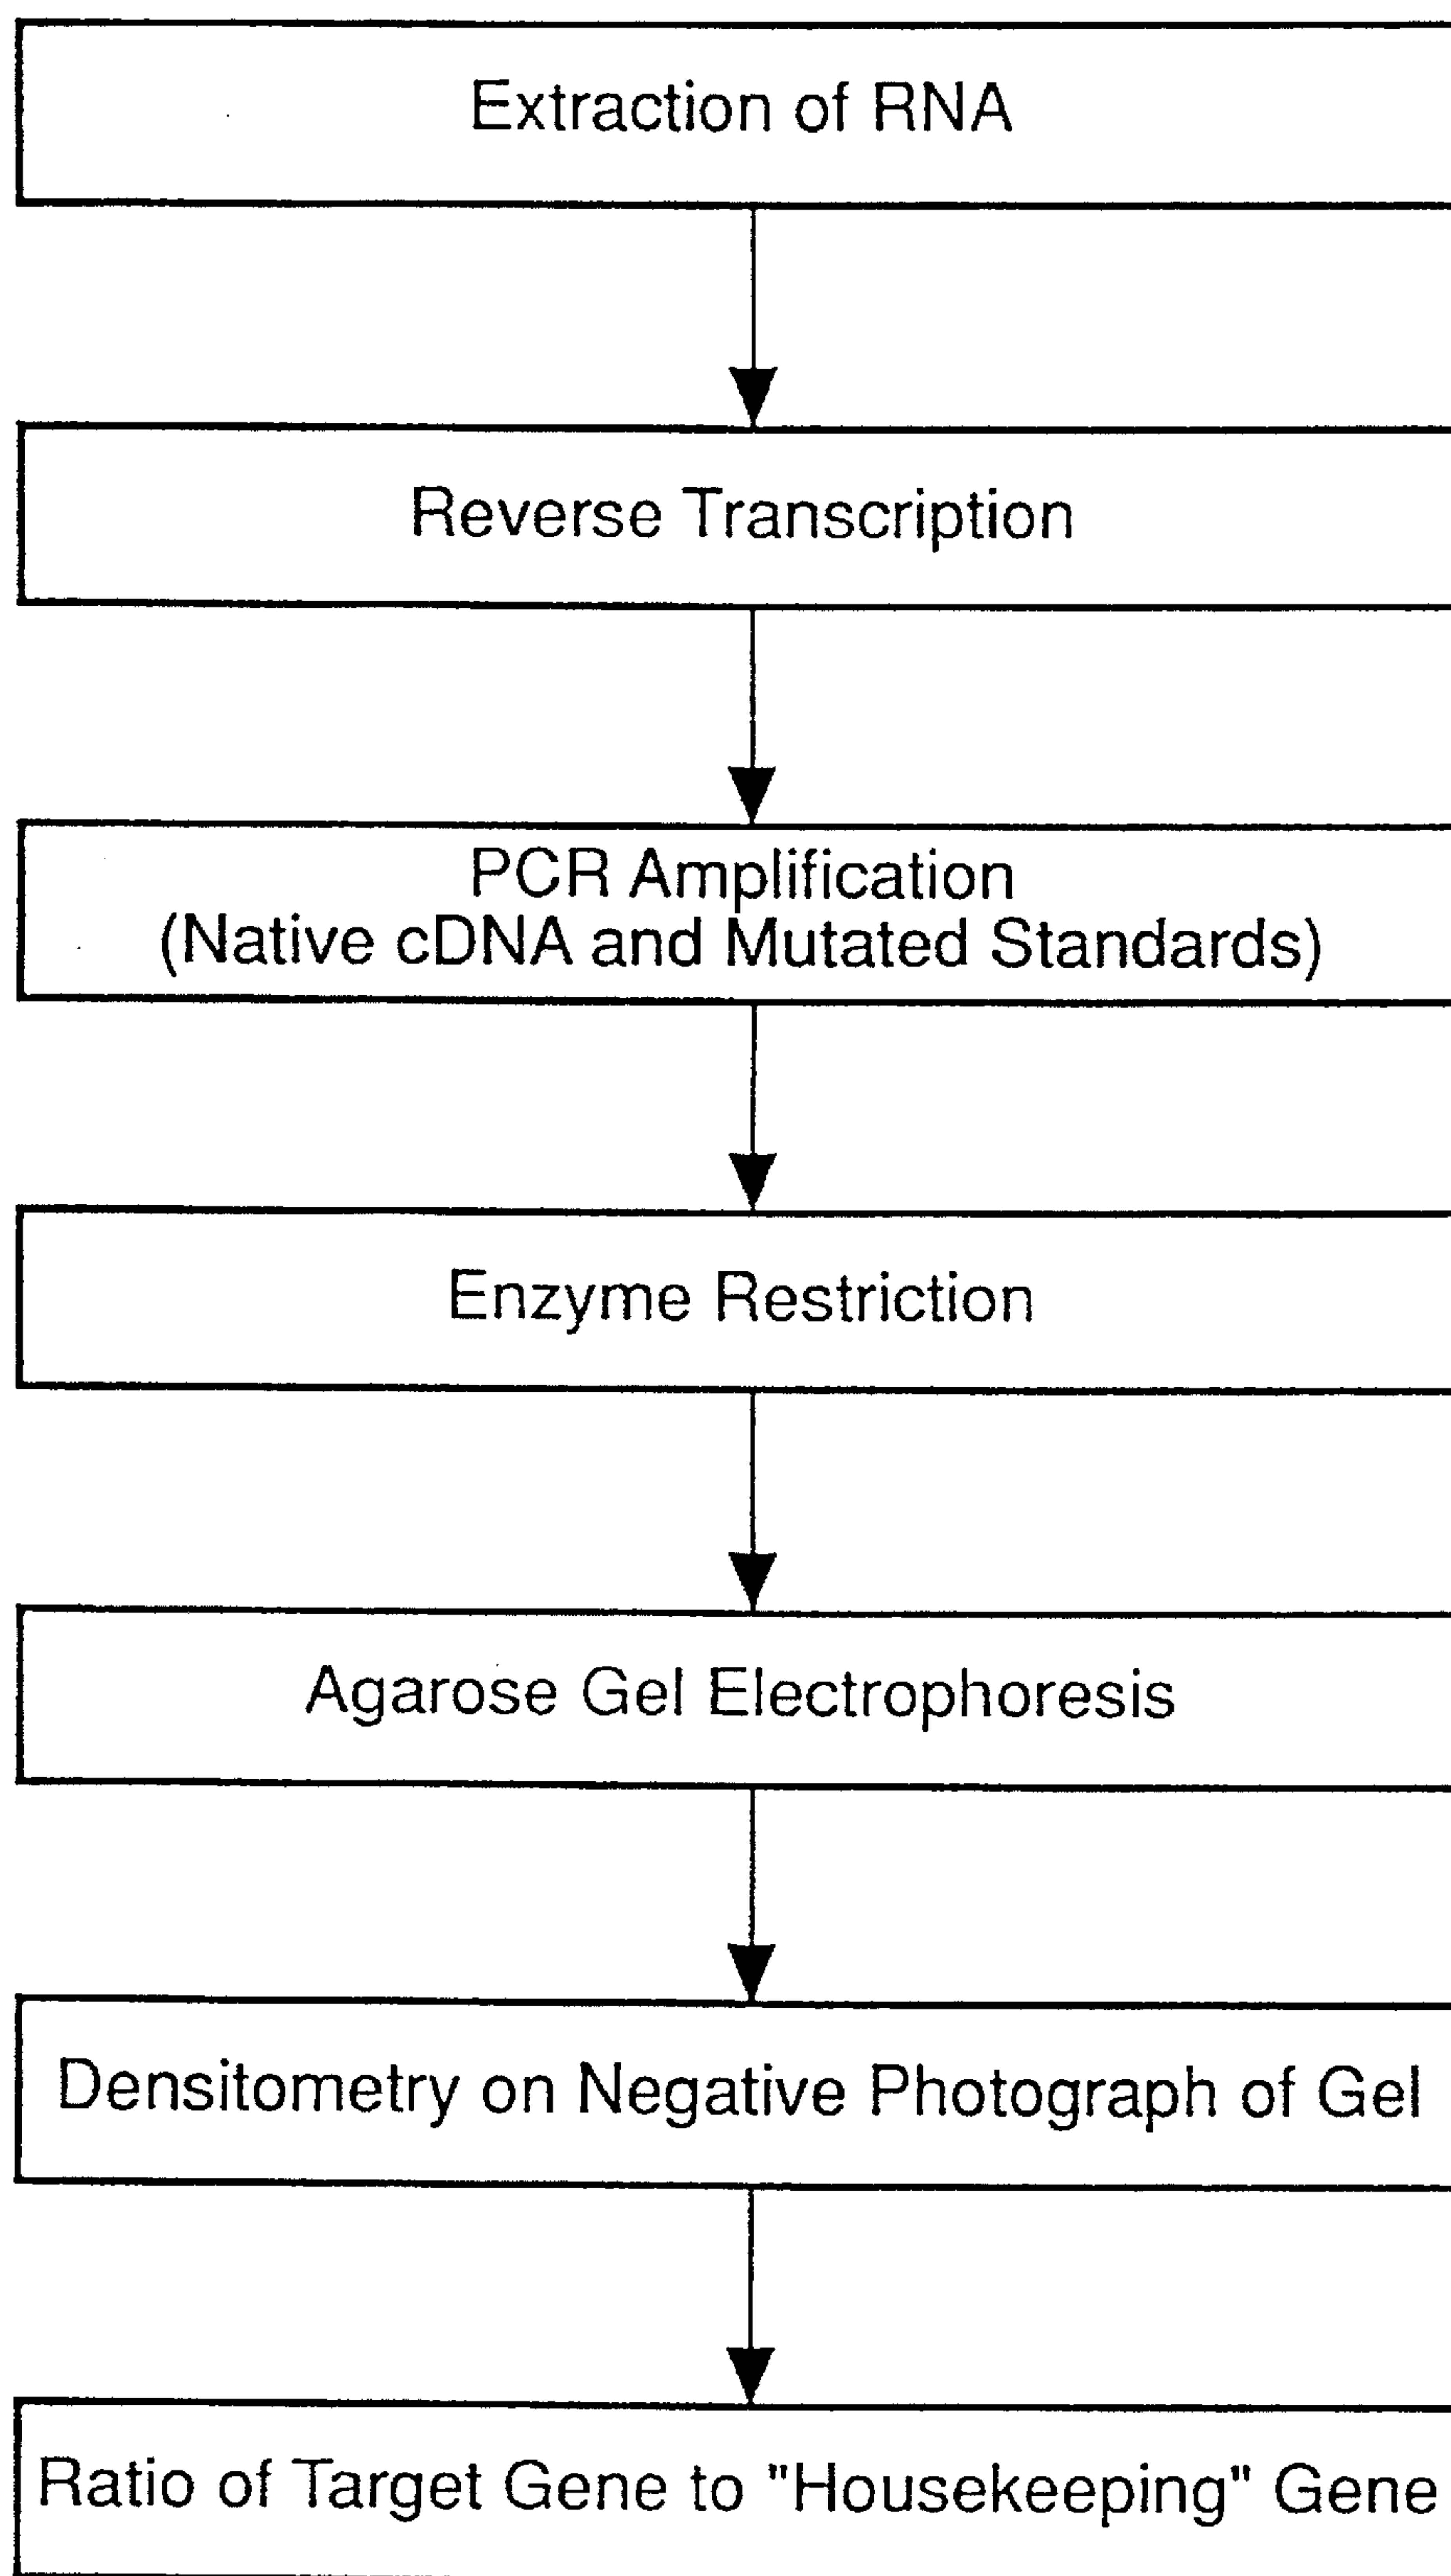 Extraction of RNA
Reverse Transcription
PCR Amplification
(Native cDNA and Mutated Standards)
Enzyme Restriction
Agarose Gel Electrophoresis
Densitometry on Negative Photograph of Gel
Ratio of Target Gene to "Housekeeping" Gene